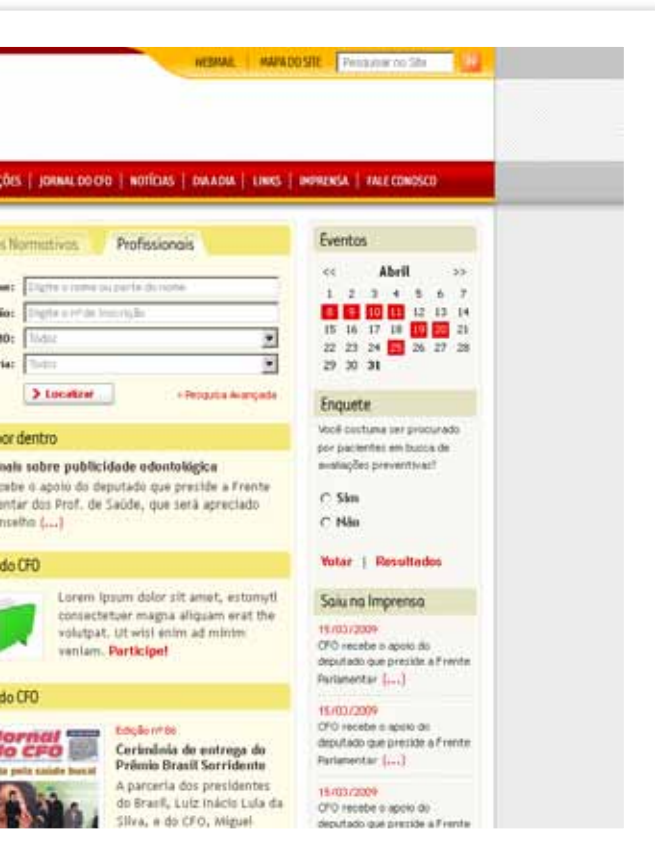 WEBMAIL | MAPA DO SITE Pesquisar no Site
ÇÕES | JORNAL DO CFO | NOTÍCIAS | DIA A DIA | LINKS | IMPRENSA | FALE CONOSCO
s Normativos Profissionais
Digite o nome ou parte do nome
Digite o nº de Inscrição
Todos
Todos
Localizar + Pesquisa Avançada
por dentro
mais sobre publicidade odontológica
cebe o apoio do deputado que preside a Frente
entar dos Prof. de Saúde, que será apreciado
nselho (...)
do CFO
Lorem ipsum dolor sit amet, estomytl
consectetuer magna aliquam erat the
volutpat. Ut wisi enim ad minim
veniam. Participe!
do CFO
Jornal
do CFO
pela saúde bucal
Edição nº 86
Cerimônia de entrega do
Prêmio Brasil Sorridente
A parceria dos presidentes
do Brasil, Luiz Inácio Lula da
Silva, e do CFO, Miguel
Eventos
<< Abril >>
1 2 3 4 5 6 7
8 9 10 11 12 13 14
15 16 17 18 19 20 21
22 23 24 25 26 27 28
29 30 31
Enquete
Você costuma ser procurado
por pacientes em busca de
avaliações preventivas?
Sim
Não
Votar | Resultados
Saiu na Imprensa
15/03/2009
CFO recebe o apoio do
deputado que preside a Frente
Parlamentar (...)
15/03/2009
CFO recebe o apoio do
deputado que preside a Frente
Parlamentar (...)
15/03/2009
CFO recebe o apoio do
deputado que preside a Frente